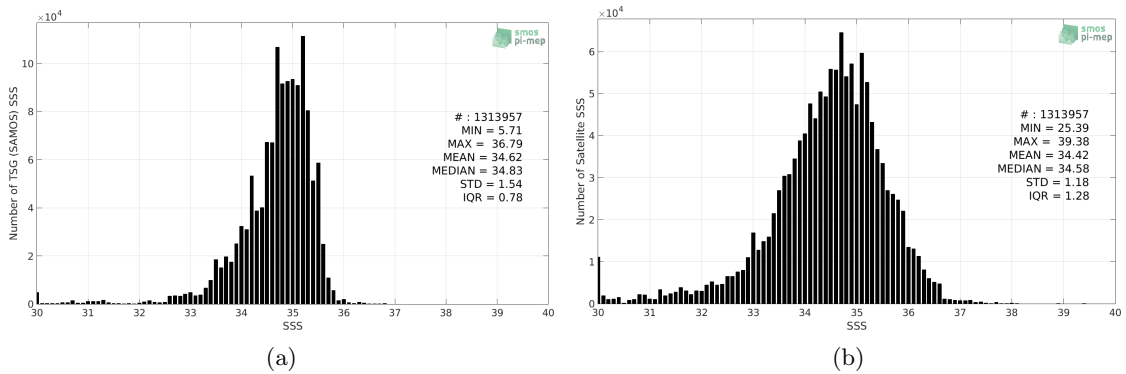 ×10⁴
smos
pi-mep
10
8
6
4
2
0
Number of TSG (SAMOS) SSS
# : 1313957
MIN = 5.71
MAX = 36.79
MEAN = 34.62
MEDIAN = 34.83
STD = 1.54
IQR = 0.78
30 31 32 33 34 35 36 37 38 39 40
SSS
(a)
×10⁴
smos
pi-mep
6
5
4
3
2
1
0
Number of Satellite SSS
# : 1313957
MIN = 25.39
MAX = 39.38
MEAN = 34.42
MEDIAN = 34.58
STD = 1.18
IQR = 1.28
30 31 32 33 34 35 36 37 38 39 40
SSS
(b)